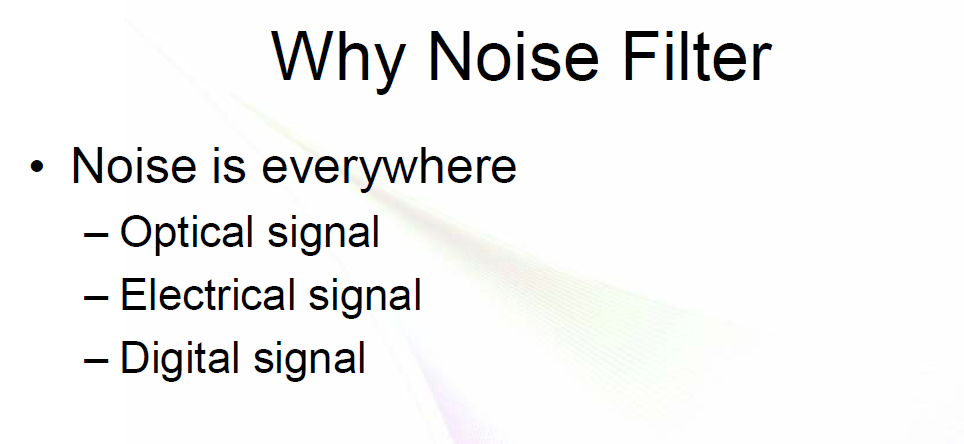 Why Noise Filter
• Noise is everywhere
– Optical signal
– Electrical signal
– Digital signal